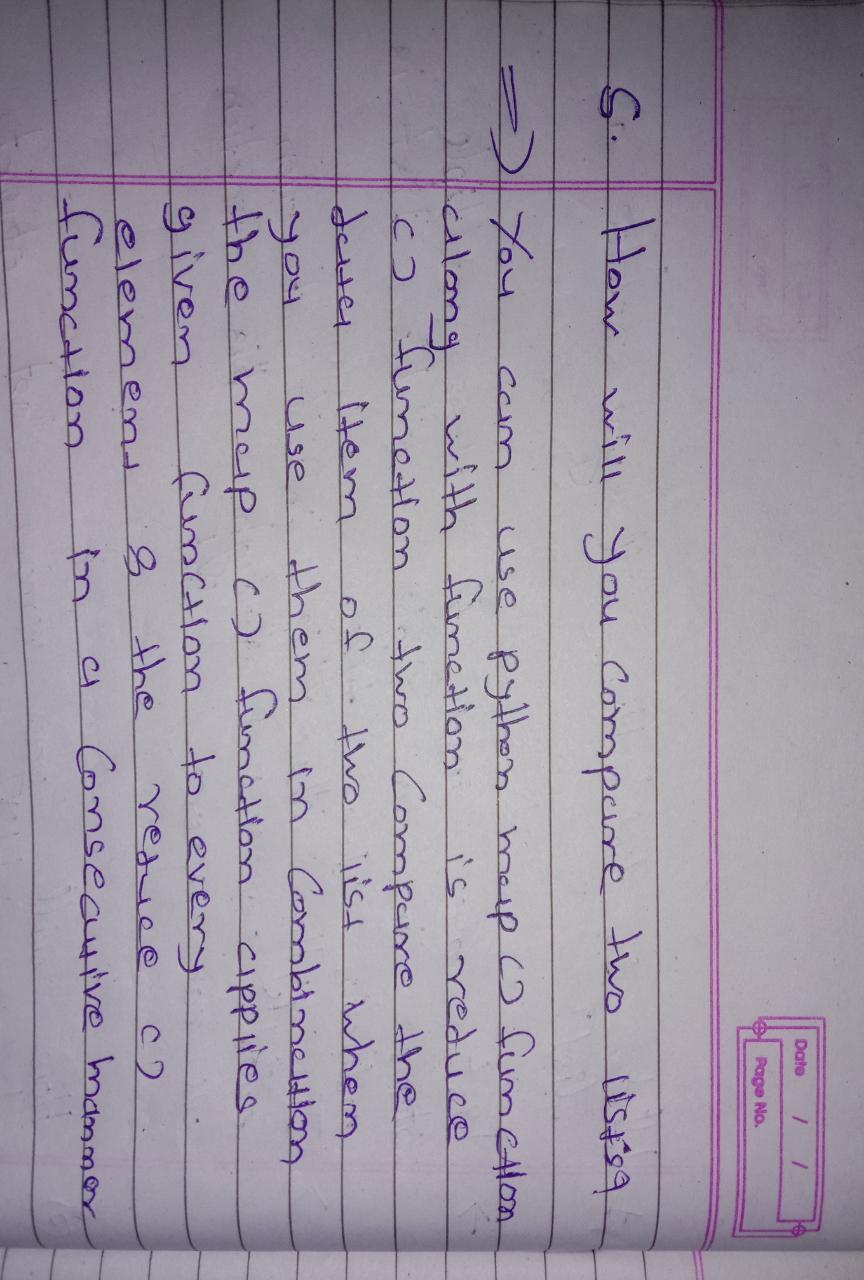 Date / /
Page No.
5. How will you compare two lists?
=> You can use python map () function
along with function is reduce
() function two compare the
data item of two list when
you use them in combination
the map () function applies
given function to every
element & the reduce ()
function in a consecutive manner